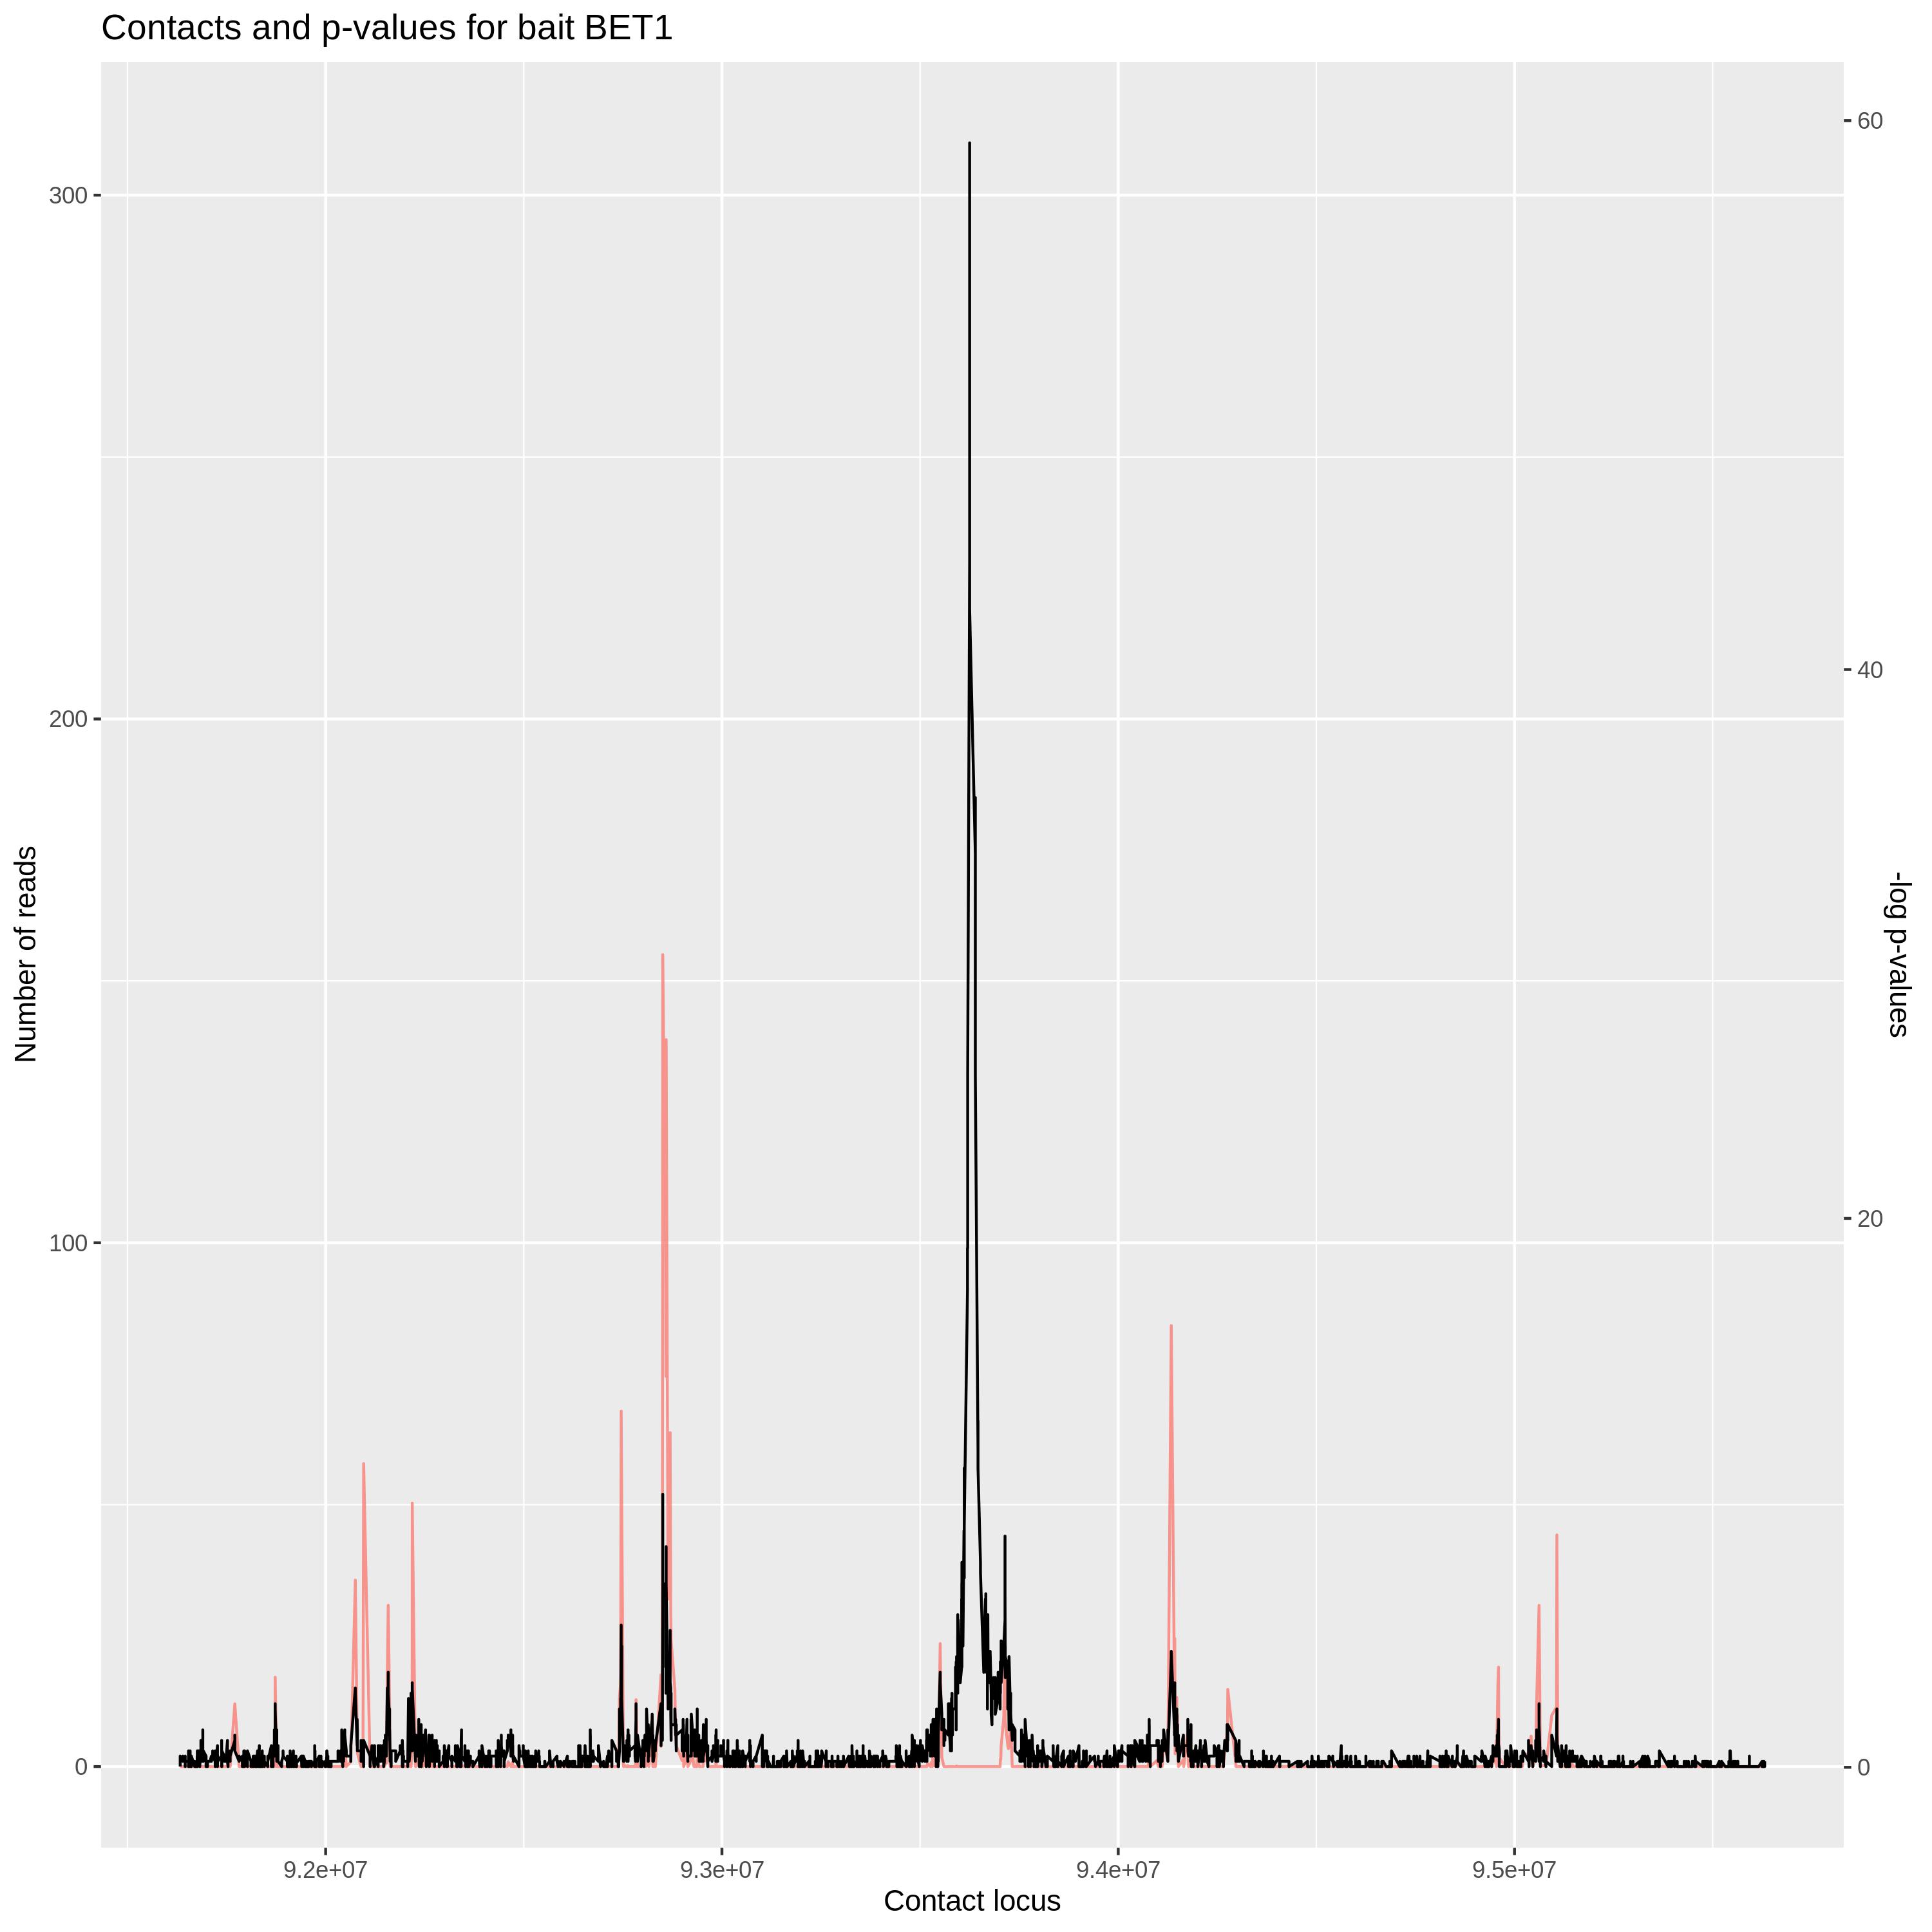 Contacts and p-values for bait BET1
300
200
100
0
Number of reads
60
40
20
0
-log p-values
9.2e+07
9.3e+07
9.4e+07
9.5e+07
Contact locus